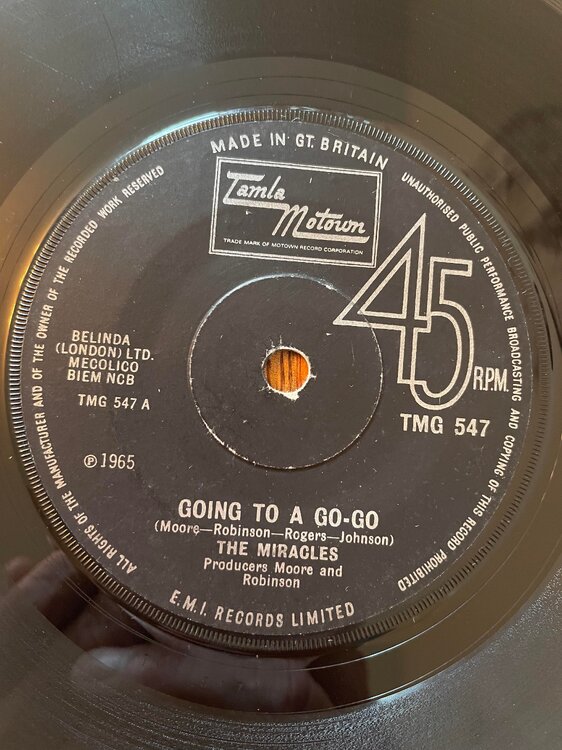 MADE IN GT. BRITAIN
Tamla
Motown
TRADE MARK OF MOTOWN RECORD CORPORATION
45
R.P.M.
TMG 547
BELINDA
(LONDON) LTD.
MECOLICO
BIEM NCB
TMG 547 A
℗ 1965
GOING TO A GO-GO
(Moore—Robinson—Rogers—Johnson)
THE MIRACLES
Producers Moore and
Robinson
E.M.I. RECORDS LIMITED
ALL RIGHTS OF THE MANUFACTURER AND OF THE OWNER OF THE RECORDED WORK RESERVED
UNAUTHORISED PUBLIC PERFORMANCE BROADCASTING AND COPYING OF THIS RECORD PROHIBITED